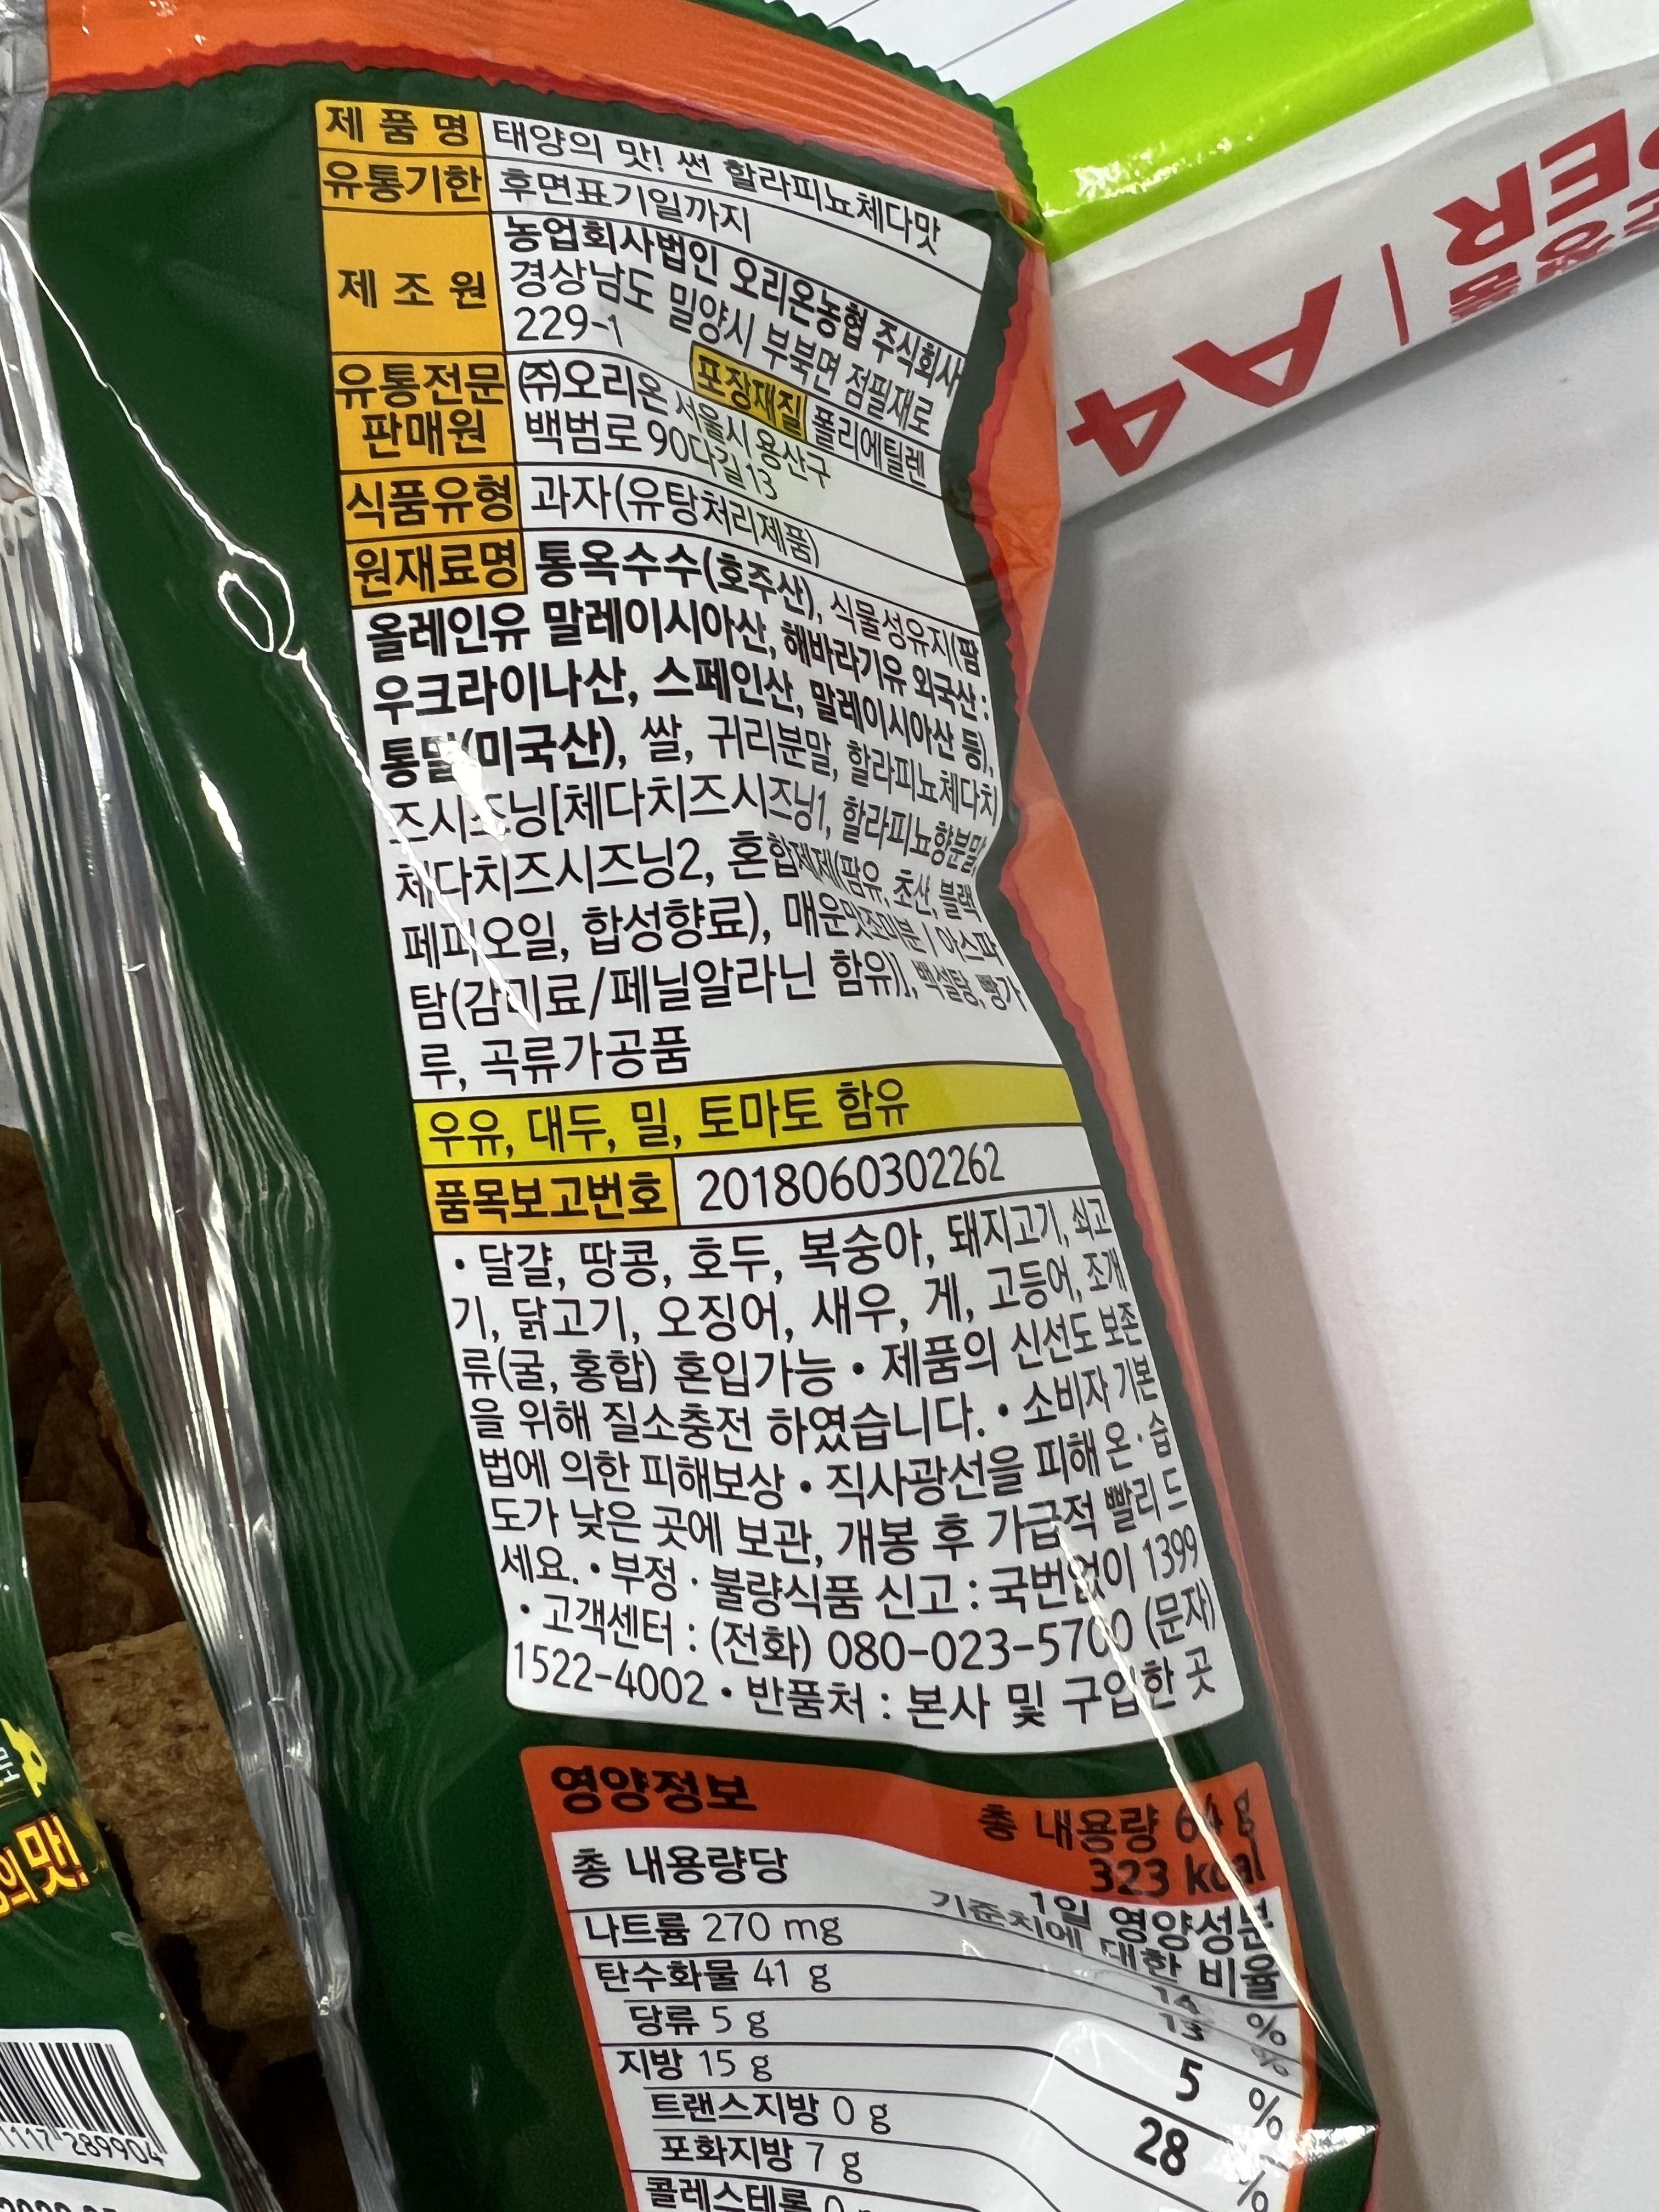 제 품 명 태양의 맛! 썬 할라피뇨체다맛
유통기한 후면표기일까지
제 조 원 농업회사법인 오리온농협 주식회사
경상남도 밀양시 부북면 점필재로
229-1
포장재질 폴리에틸렌
유통전문판매원 ㈜오리온 서울시 용산구
백범로 90다길 13
식품유형 과자(유탕처리제품)
원재료명 통옥수수(호주산), 식물성유지(팜
올레인유 말레이시아산, 해바라기유 외국산:
우크라이나산, 스페인산, 말레이시아산 등),
통밀(미국산), 쌀, 귀리분말, 할라피뇨체다치
즈시즈닝[체다치즈시즈닝1, 할라피뇨향분말,
체다치즈시즈닝2, 혼합제제(팜유, 초산, 블랙
페퍼오일, 합성향료), 매운맛조미분], 아스파
탐(감미료/페닐알라닌 함유)], 백설탕, 빵가
루, 곡류가공품
우유, 대두, 밀, 토마토 함유
품목보고번호 2018060302262
• 달걀, 땅콩, 호두, 복숭아, 돼지고기, 쇠고
기, 닭고기, 오징어, 새우, 게, 고등어, 조개
류(굴, 홍합) 혼입가능 • 제품의 신선도 보존
을 위해 질소충전 하였습니다. • 소비자 기본
법에 의한 피해보상 • 직사광선을 피해 온·습
도가 낮은 곳에 보관, 개봉 후 가급적 빨리 드
세요. • 부정·불량식품 신고 : 국번없이 1399
• 고객센터 : (전화) 080-023-5700 (문자)
1522-4002 • 반품처 : 본사 및 구입한 곳
영양정보
총 내용량 64 g
323 kcal
총 내용량당
1일 영양성분
기준치에 대한 비율
나트륨 270 mg 14 %
탄수화물 41 g 13 %
당류 5 g 5 %
지방 15 g 28 %
트랜스지방 0 g
포화지방 7 g
콜레스테롤 0
의 맛!
1117 289904
A4